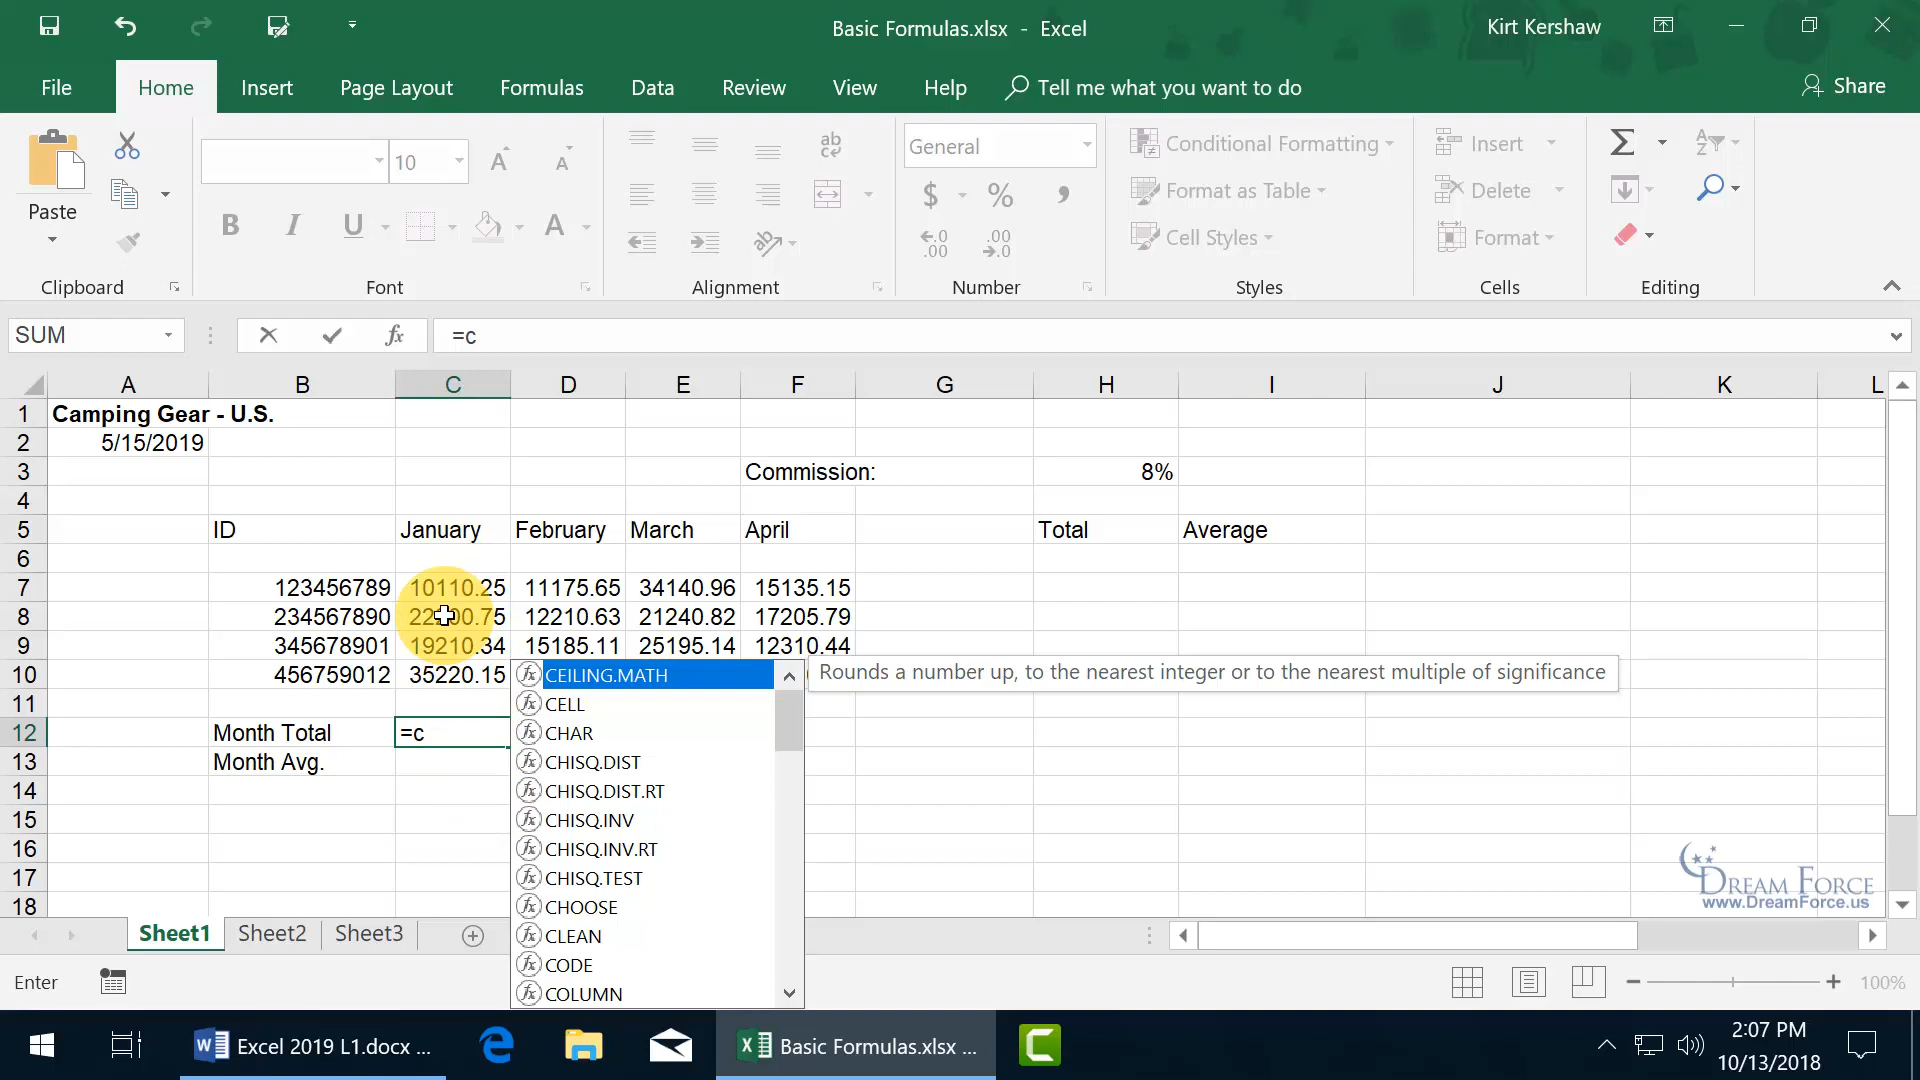 Basic Formulas.xlsx - Excel
Kirt Kershaw
File Home Insert Page Layout Formulas Data Review View Help Tell me what you want to do Share
Paste
Clipboard
10
B I U A
Font
ab
Alignment
General
$ % ,
.00
.0
Number
Conditional Formatting
Format as Table
Cell Styles
Styles
Insert
Delete
Format
Cells
Σ
Editing
SUM fx =c
A B C D E F G H I J K L
1 Camping Gear - U.S.
2 5/15/2019
3 Commission: 8%
4
5 ID January February March April Total Average
6
7 123456789 10110.25 11175.65 34140.96 15135.15
8 234567890 12210.63 21240.82 17205.79
9 345678901 19210.34 15185.11 25195.14 12310.44
10 456759012 35220.15
11
12 Month Total =c
13 Month Avg.
14
15
16
17
18
CEILING.MATH
CELL
CHAR
CHISQ.DIST
CHISQ.DIST.RT
CHISQ.INV
CHISQ.INV.RT
CHISQ.TEST
CHOOSE
CLEAN
CODE
COLUMN
Rounds a number up, to the nearest integer or to the nearest multiple of significance
Dream Force
www.DreamForce.us
Sheet1 Sheet2 Sheet3
Enter
100%
Excel 2019 L1.docx ...
Basic Formulas.xlsx ...
2:07 PM
10/13/2018